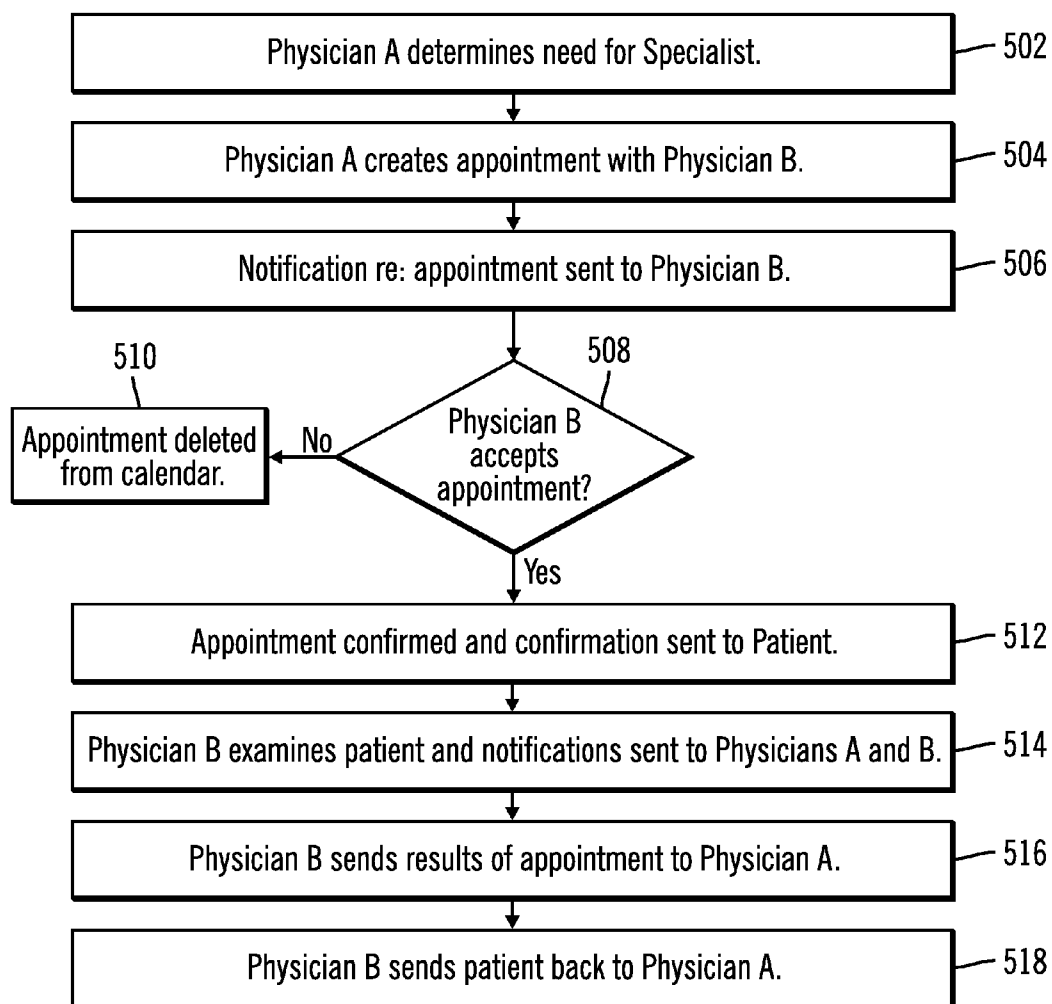 Physician A determines need for Specialist.
502
Physician A creates appointment with Physician B.
504
Notification re: appointment sent to Physician B.
506
510
508
Appointment deleted
from calendar.
No
Physician B
accepts
appointment?
Yes
Appointment confirmed and confirmation sent to Patient.
512
Physician B examines patient and notifications sent to Physicians A and B.
514
Physician B sends results of appointment to Physician A.
516
Physician B sends patient back to Physician A.
518